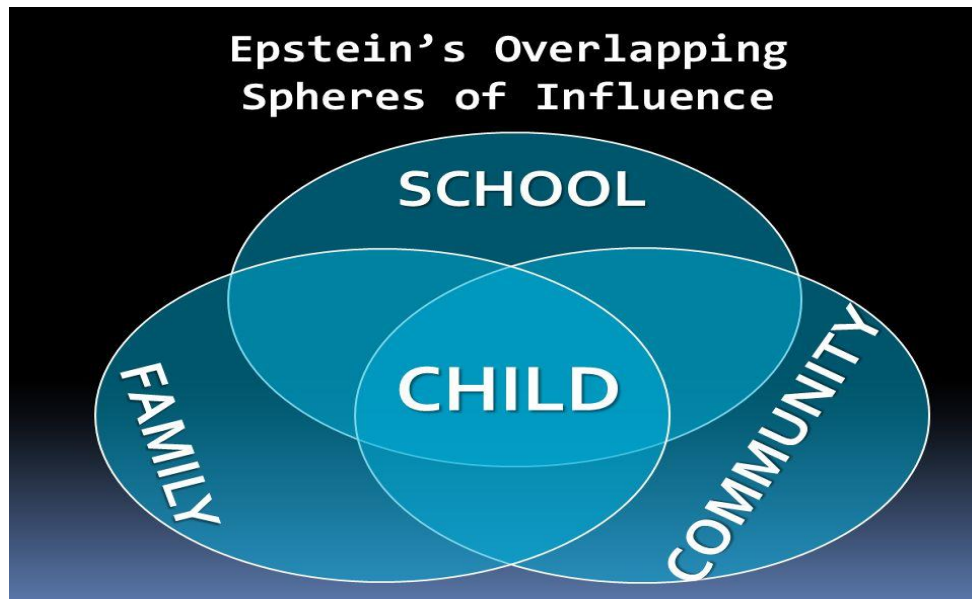 Epstein’s Overlapping
Spheres of Influence
SCHOOL
FAMILY
CHILD
COMMUNITY